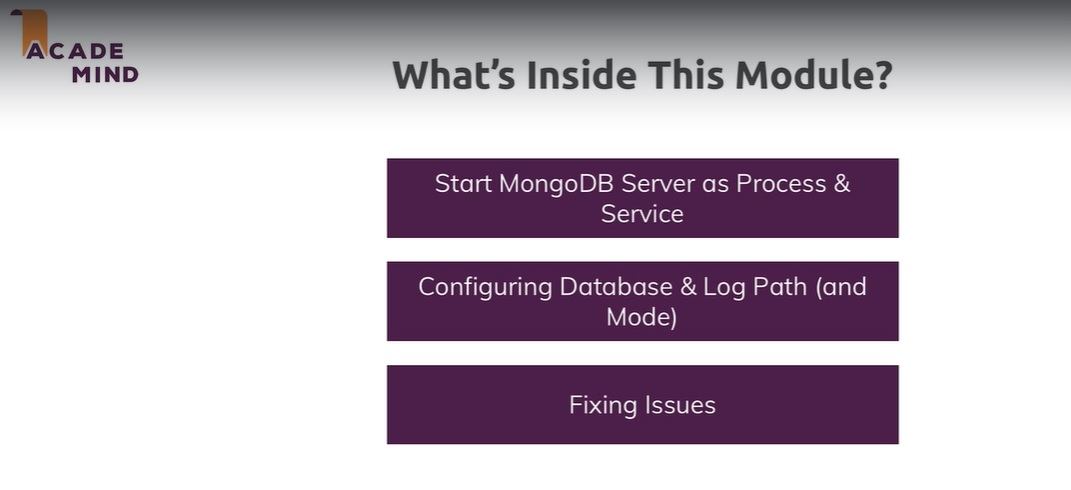 ACADE
MIND
What’s Inside This Module?
Start MongoDB Server as Process &
Service
Configuring Database & Log Path (and
Mode)
Fixing Issues